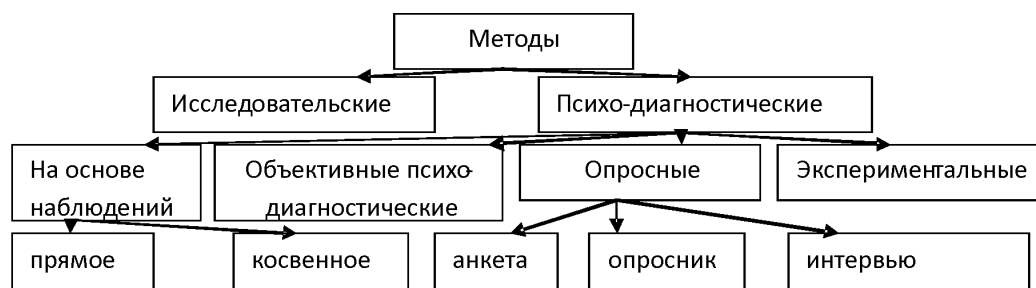 Методы
Исследовательские
Психо-диагностические
На основе
наблюдений
Объективные психо-
диагностические
Опросные
Экспериментальные
прямое
косвенное
анкета
опросник
интервью